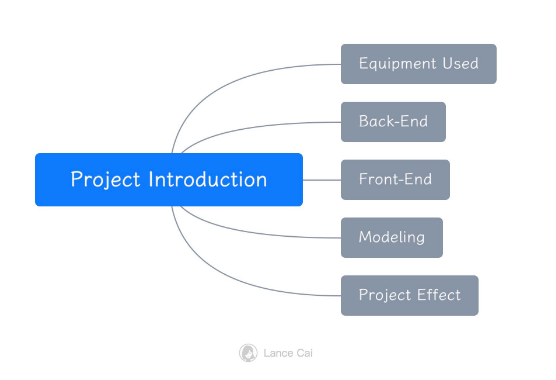 Equipment Used
Back-End
Project Introduction
Front-End
Modeling
Project Effect
Lance Cai